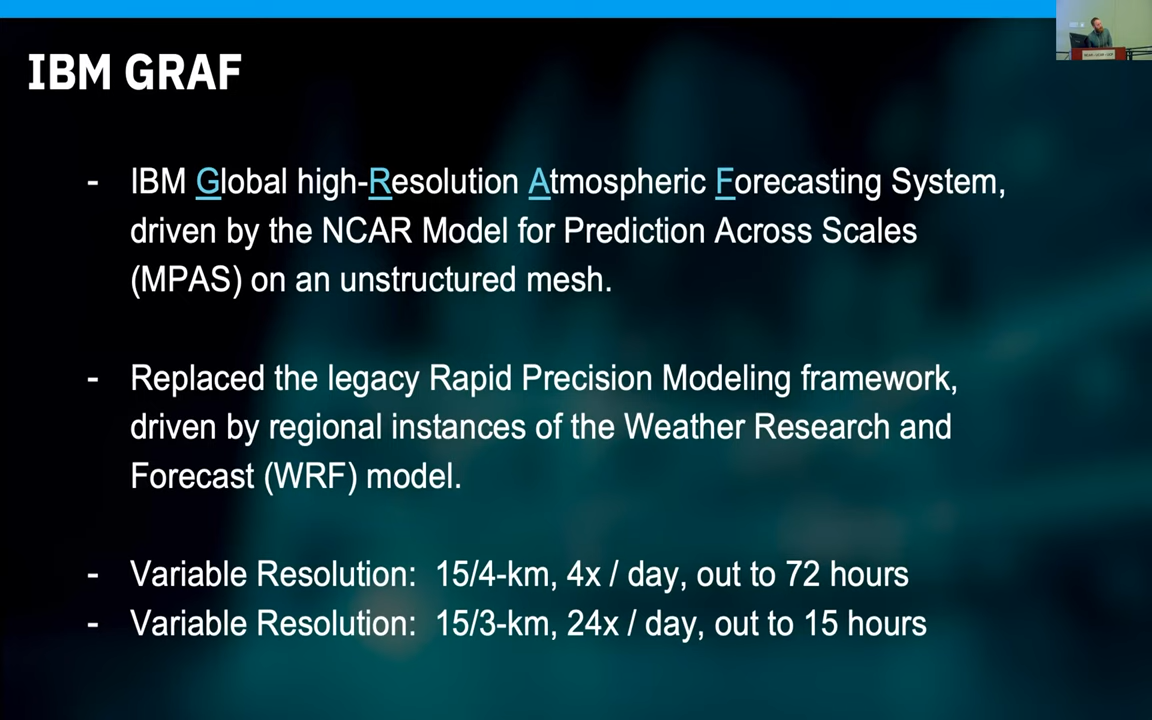 IBM GRAF
- IBM Global high-Resolution Atmospheric Forecasting System,
driven by the NCAR Model for Prediction Across Scales
(MPAS) on an unstructured mesh.
- Replaced the legacy Rapid Precision Modeling framework,
driven by regional instances of the Weather Research and
Forecast (WRF) model.
- Variable Resolution: 15/4-km, 4x / day, out to 72 hours
- Variable Resolution: 15/3-km, 24x / day, out to 15 hours